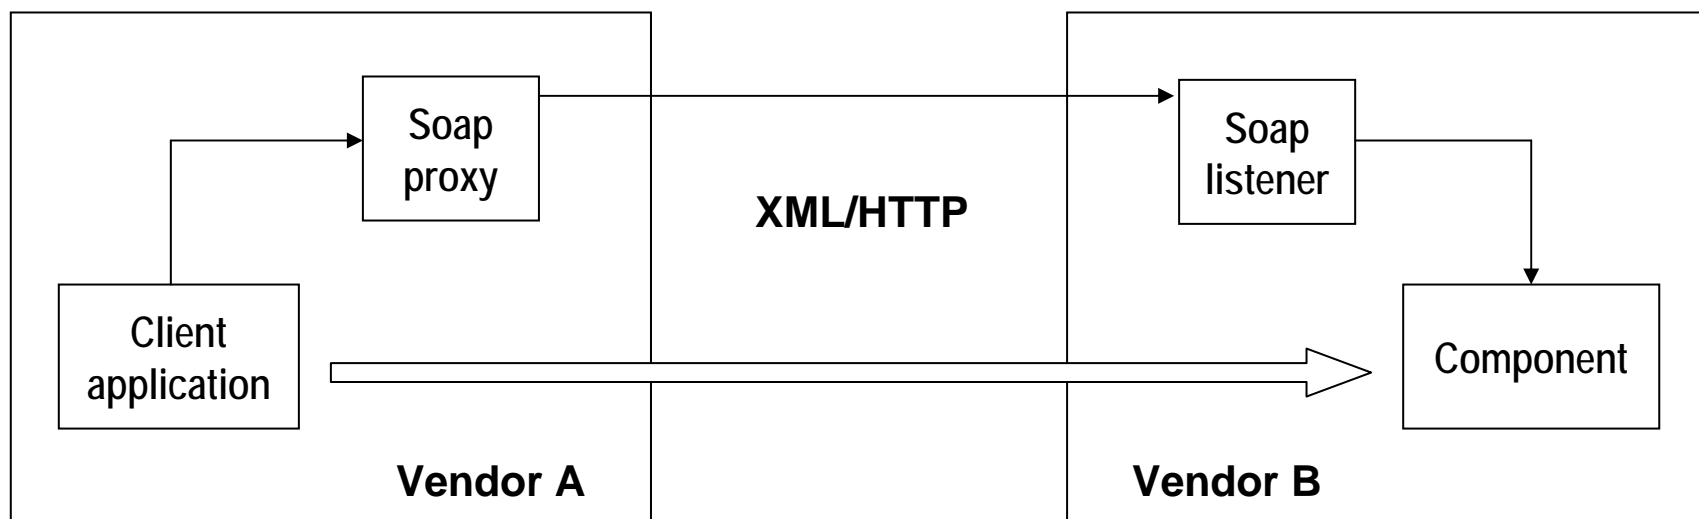 Soap
proxy
Soap
listener
XML/HTTP
Client
application
Component
Vendor A
Vendor B